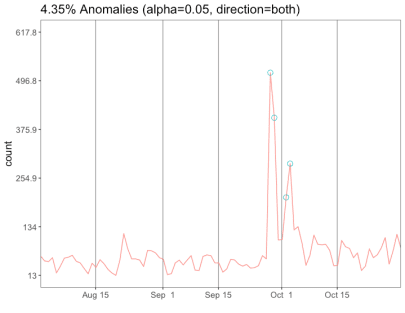 4.35% Anomalies (alpha=0.05, direction=both)
617.8
496.8
375.9
254.9
134
13
count
Aug 15
Sep 1
Sep 15
Oct 1
Oct 15